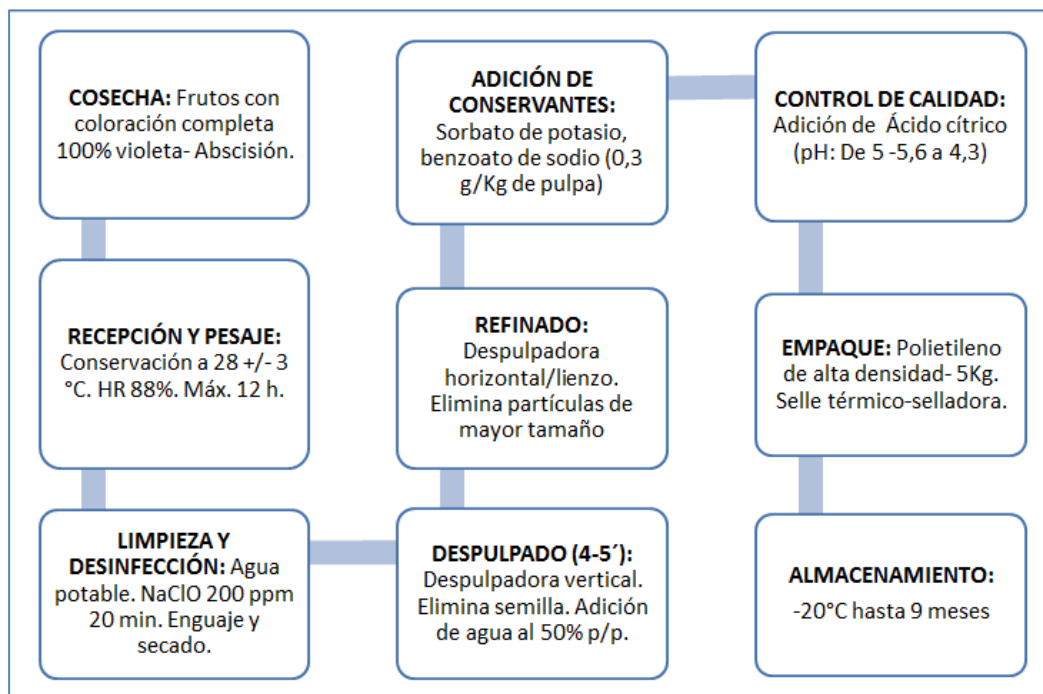 COSECHA: Frutos con
coloración completa
100% violeta- Abscisión.
RECEPCIÓN Y PESAJE:
Conservación a 28 +/- 3
°C. HR 88%. Máx. 12 h.
LIMPIEZA Y
DESINFECCIÓN: Agua
potable. NaClO 200 ppm
20 min. Enguaje y
secado.
DESPULPADO (4-5´):
Despulpadora vertical.
Elimina semilla. Adición
de agua al 50% p/p.
REFINADO:
Despulpadora
horizontal/lienzo.
Elimina partículas de
mayor tamaño
ADICIÓN DE
CONSERVANTES:
Sorbato de potasio,
benzoato de sodio (0,3
g/Kg de pulpa)
CONTROL DE CALIDAD:
Adición de Ácido cítrico
(pH: De 5 -5,6 a 4,3)
EMPAQUE: Polietileno
de alta densidad- 5Kg.
Selle térmico-selladora.
ALMACENAMIENTO:
-20°C hasta 9 meses